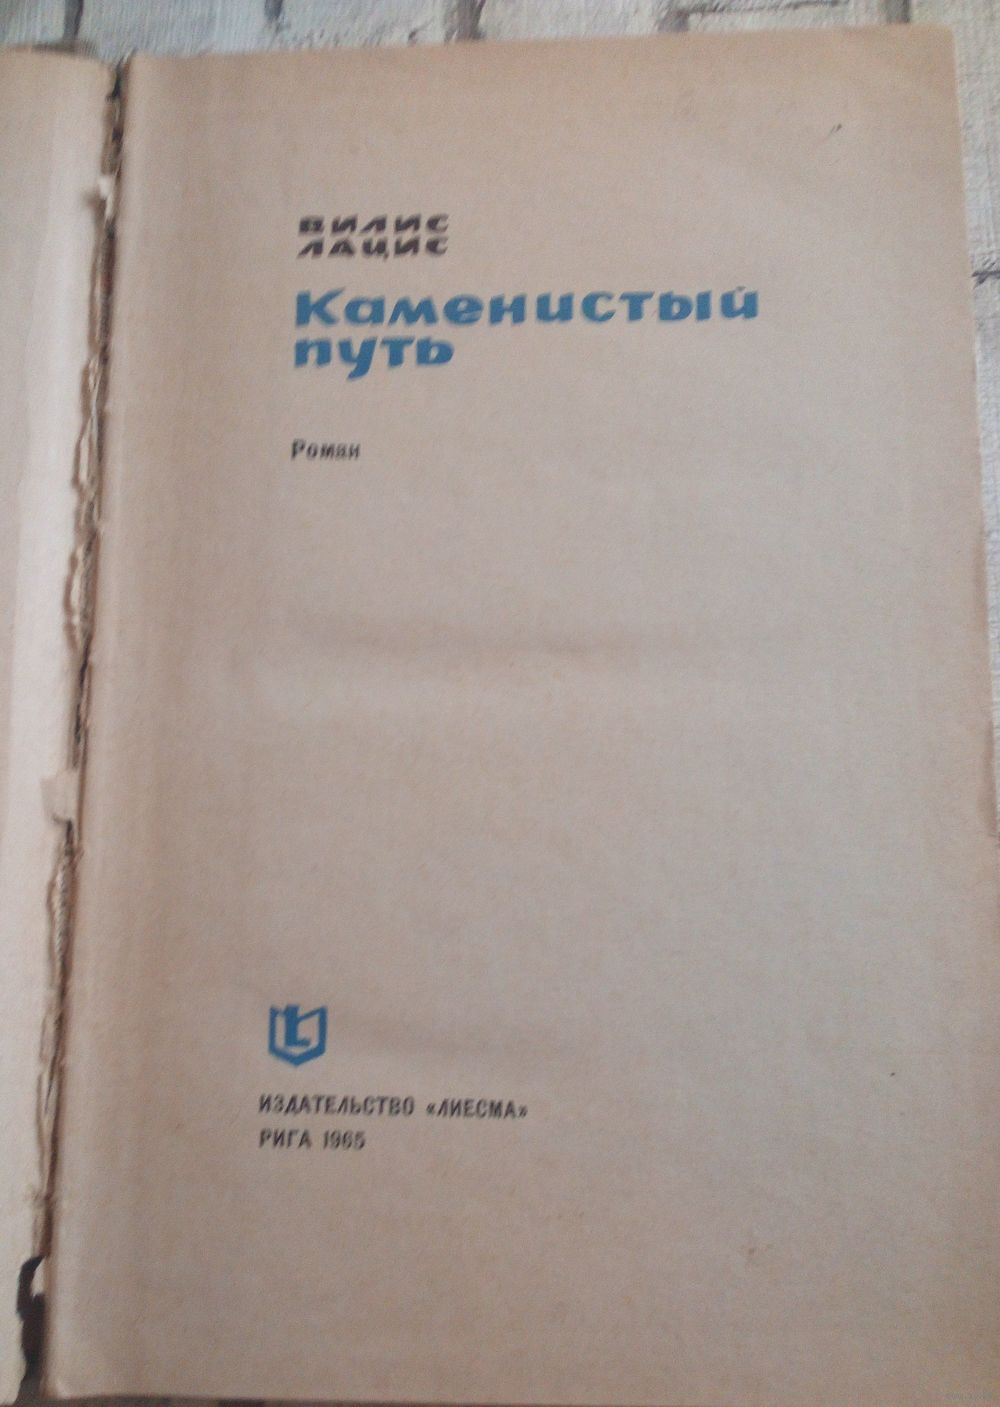 ВИЛИС
ЛАЦИС
Каменистый
путь
Роман
L
ИЗДАТЕЛЬСТВО «ЛИЕСМА»
РИГА 1965